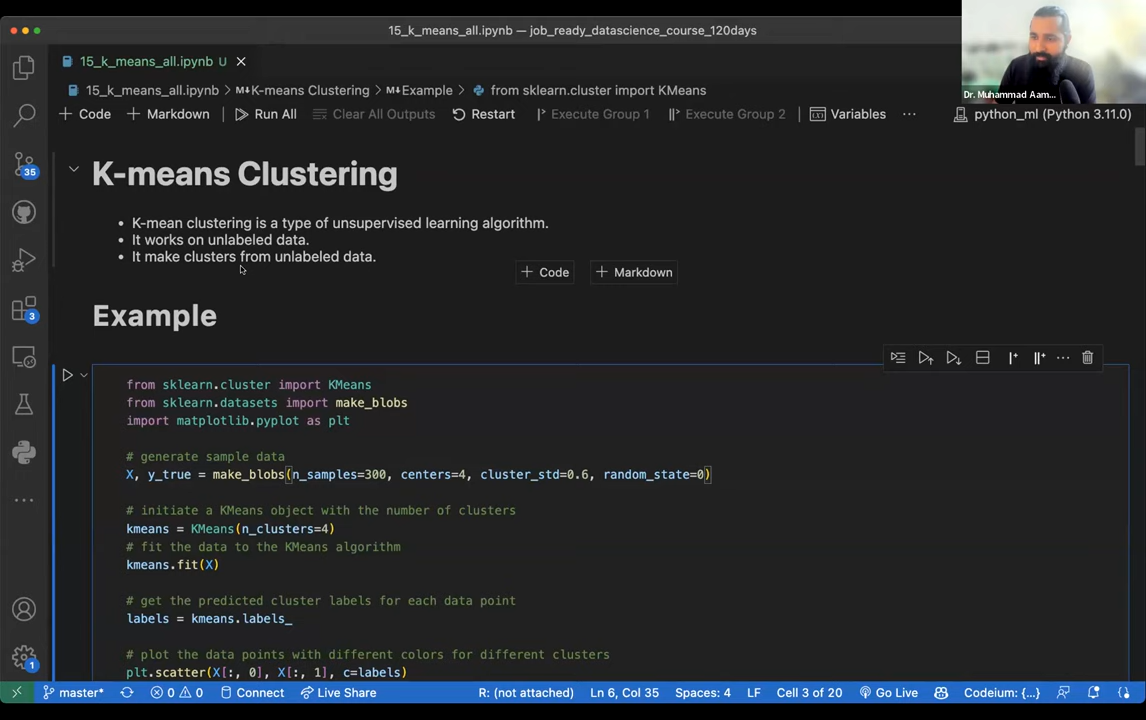 15_k_means_all.ipynb — job_ready_datascience_course_120days
15_k_means_all.ipynb U
15_k_means_all.ipynb > K-means Clustering > Example > from sklearn.cluster import KMeans
+ Code + Markdown Run All Clear All Outputs Restart Execute Group 1 Execute Group 2 Variables ... python_ml (Python 3.11.0)
Dr. Muhammad Aam...
K-means Clustering
• K-mean clustering is a type of unsupervised learning algorithm.
• It works on unlabeled data.
• It make clusters from unlabeled data.
+ Code + Markdown
Example
from sklearn.cluster import KMeans
from sklearn.datasets import make_blobs
import matplotlib.pyplot as plt
# generate sample data
X, y_true = make_blobs(n_samples=300, centers=4, cluster_std=0.6, random_state=0)
# initiate a KMeans object with the number of clusters
kmeans = KMeans(n_clusters=4)
# fit the data to the KMeans algorithm
kmeans.fit(X)
# get the predicted cluster labels for each data point
labels = kmeans.labels_
# plot the data points with different colors for different clusters
plt.scatter(X[:, 0], X[:, 1], c=labels)
35
3
1
master* 0 0 Connect Live Share R: (not attached) Ln 6, Col 35 Spaces: 4 LF Cell 3 of 20 Go Live Codeium: {...}